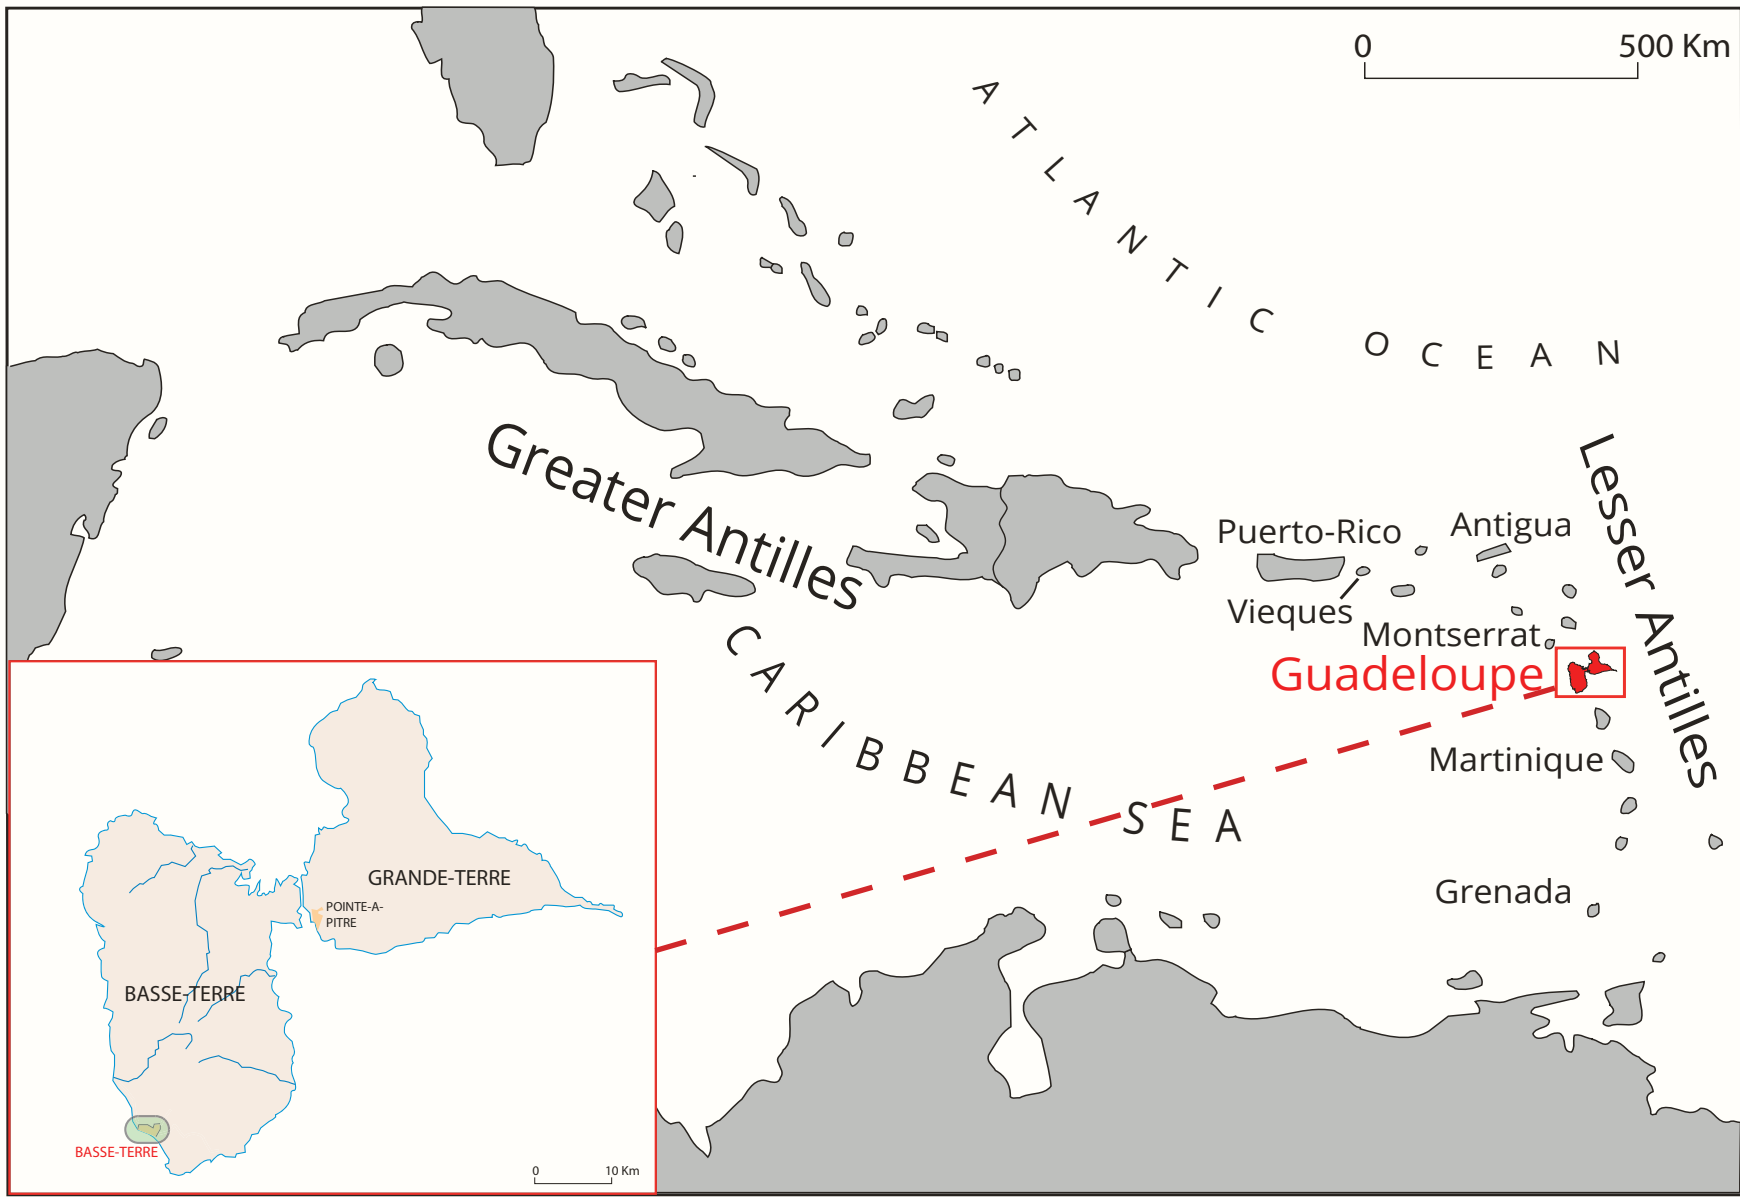 0 500 Km
ATLANTIC OCEAN
Greater Antilles
Lesser Antilles
Puerto-Rico
Antigua
Vieques
Montserrat
Guadeloupe
CARIBBEAN SEA
Martinique
Grenada
GRANDE-TERRE
POINTE-A-
PITRE
BASSE-TERRE
BASSE-TERRE
0 10 Km